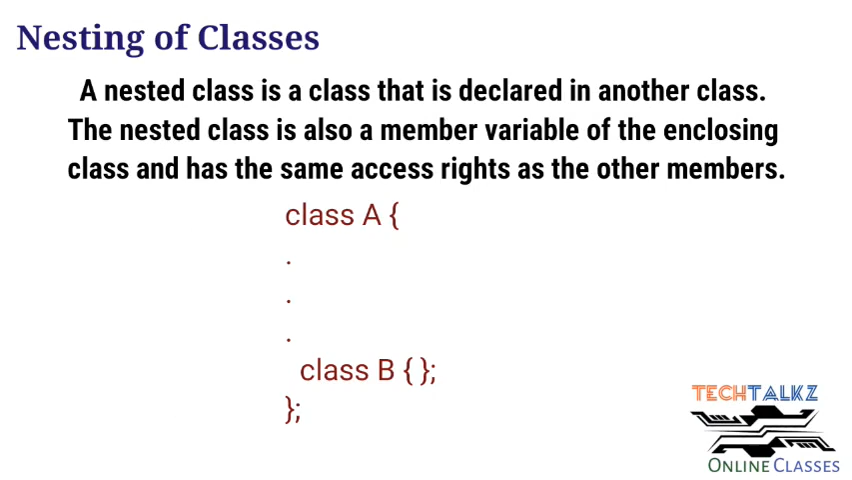 Nesting of Classes
A nested class is a class that is declared in another class.
The nested class is also a member variable of the enclosing
class and has the same access rights as the other members.
class A {
.
.
.
class B { };
};
TECHTALKZ
ONLINE CLASSES